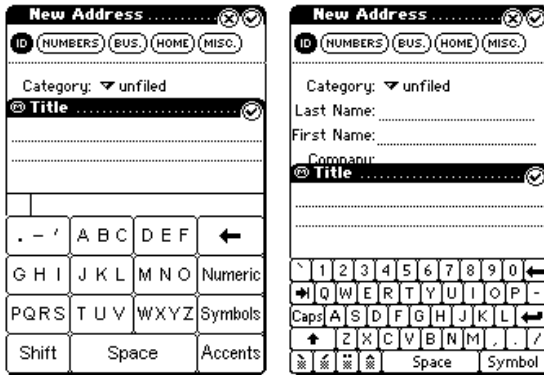 New Address
ID NUMBERS BUS. HOME MISC.
Category: unfiled
Title
. - '
A B C
D E F
G H I
J K L
M N O
Numeric
PQRS
T U V
WXYZ
Symbols
Shift
Space
Accents
New Address
ID NUMBERS BUS. HOME MISC.
Category: unfiled
Last Name:
First Name:
Company:
Title
` 1 2 3 4 5 6 7 8 9 0
Q W E R T Y U I O P -
Caps A S D F G H J K L
Z X C V B N M , . /
Space Symbol